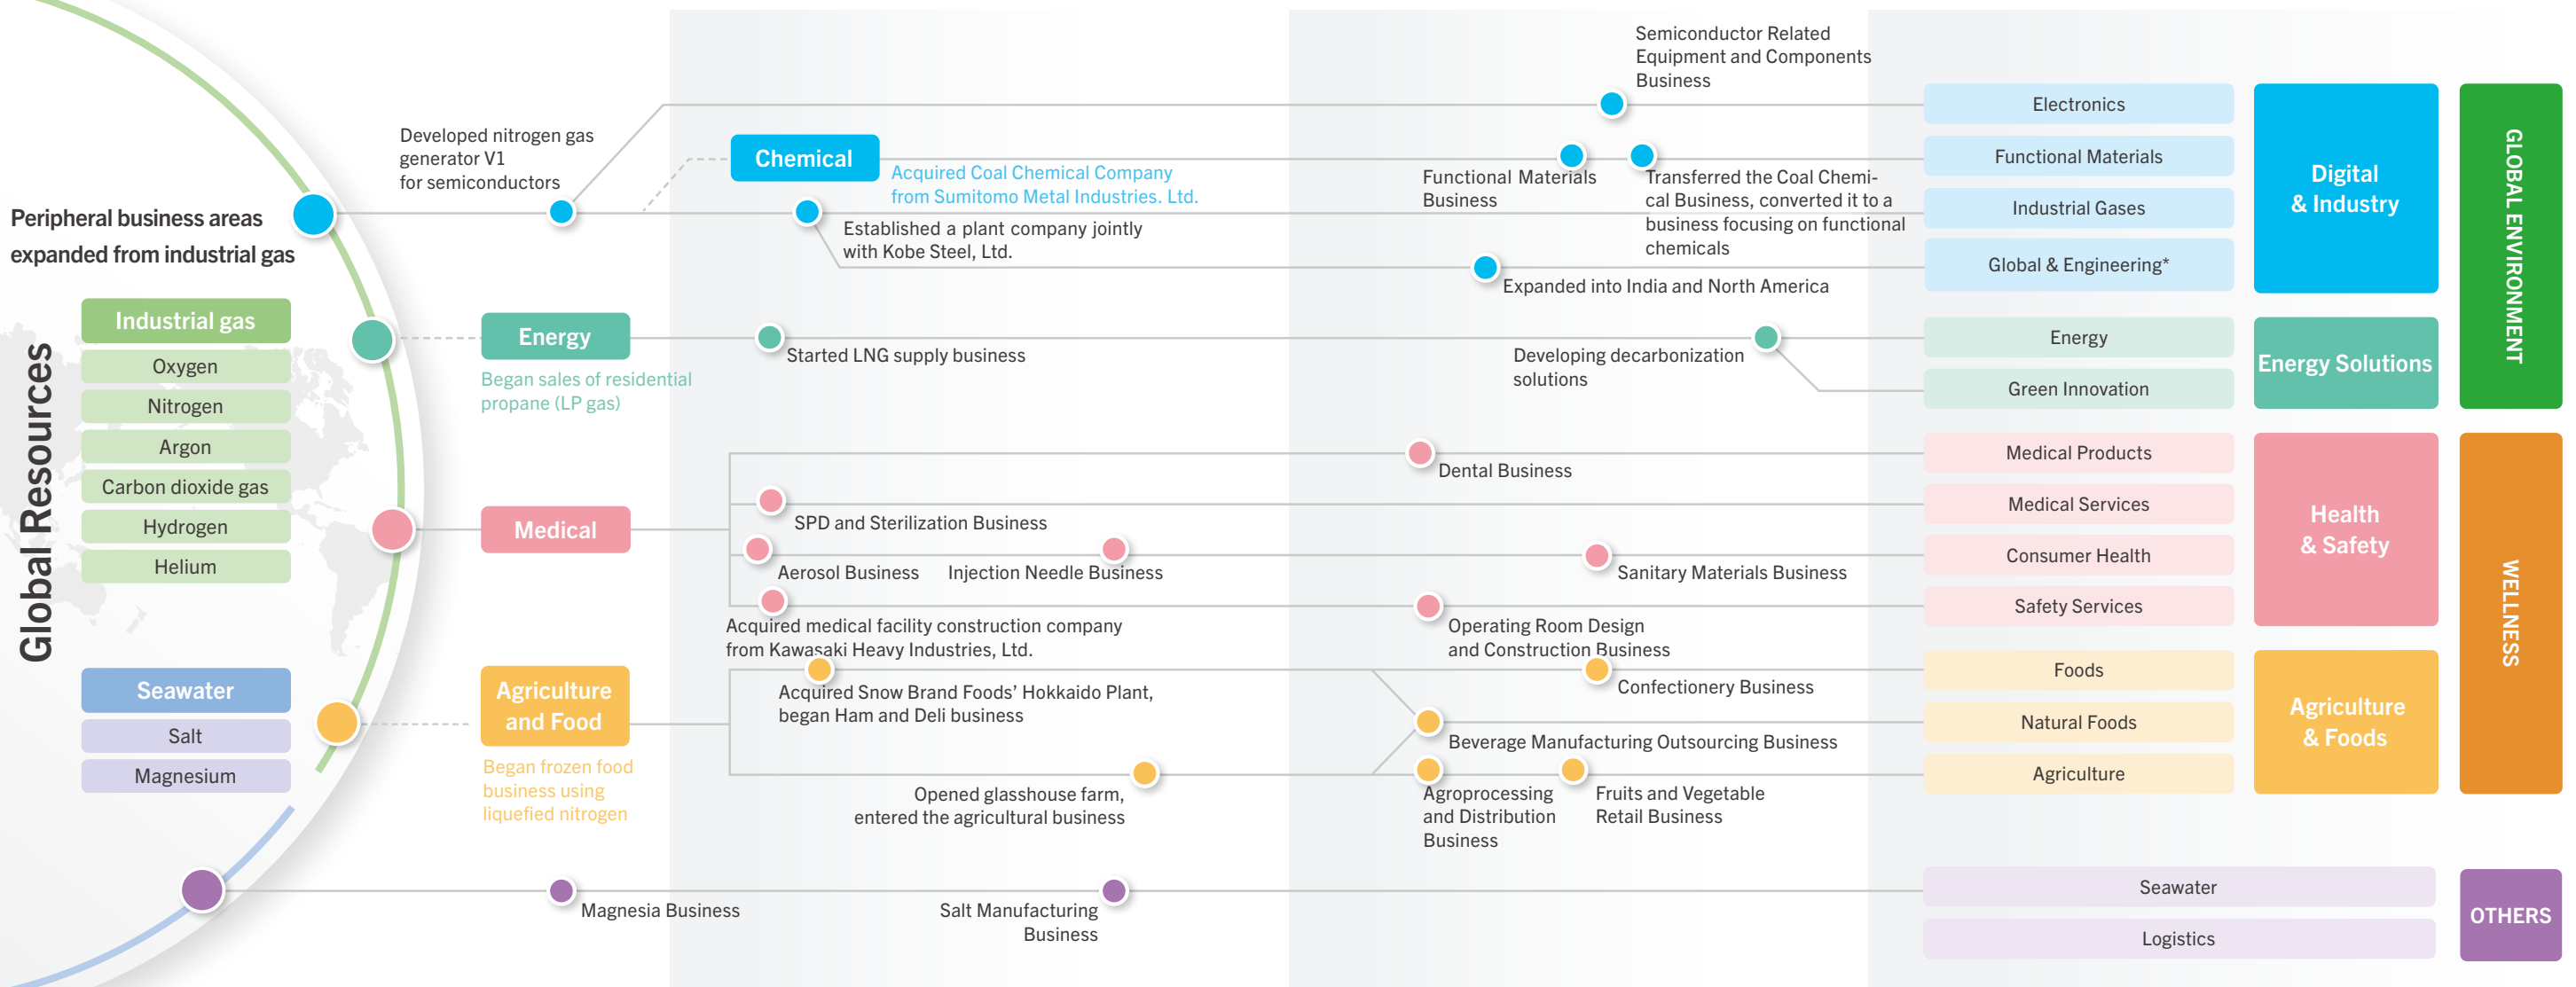 Global Resources
Peripheral business areas
expanded from industrial gas
Industrial gas
Oxygen
Nitrogen
Argon
Carbon dioxide gas
Hydrogen
Helium
Seawater
Salt
Magnesium
Developed nitrogen gas
generator V1
for semiconductors
Semiconductor Related
Equipment and Components
Business
Chemical
Acquired Coal Chemical Company
from Sumitomo Metal Industries. Ltd.
Functional Materials
Business
Transferred the Coal Chemi-
cal Business, converted it to a
business focusing on functional
chemicals
Established a plant company jointly
with Kobe Steel, Ltd.
Expanded into India and North America
Energy
Began sales of residential
propane (LP gas)
Started LNG supply business
Developing decarbonization
solutions
Medical
Dental Business
SPD and Sterilization Business
Aerosol Business
Injection Needle Business
Sanitary Materials Business
Acquired medical facility construction company
from Kawasaki Heavy Industries, Ltd.
Operating Room Design
and Construction Business
Agriculture
and Food
Began frozen food
business using
liquefied nitrogen
Acquired Snow Brand Foods’ Hokkaido Plant,
began Ham and Deli business
Confectionery Business
Beverage Manufacturing Outsourcing Business
Opened glasshouse farm,
entered the agricultural business
Agroprocessing
and Distribution
Business
Fruits and Vegetable
Retail Business
Magnesia Business
Salt Manufacturing
Business
Electronics
Functional Materials
Industrial Gases
Global & Engineering*
Digital
& Industry
Energy
Green Innovation
Energy Solutions
GLOBAL ENVIRONMENT
Medical Products
Medical Services
Consumer Health
Safety Services
Health
& Safety
Foods
Natural Foods
Agriculture
Agriculture
& Foods
WELLNESS
Seawater
Logistics
OTHERS